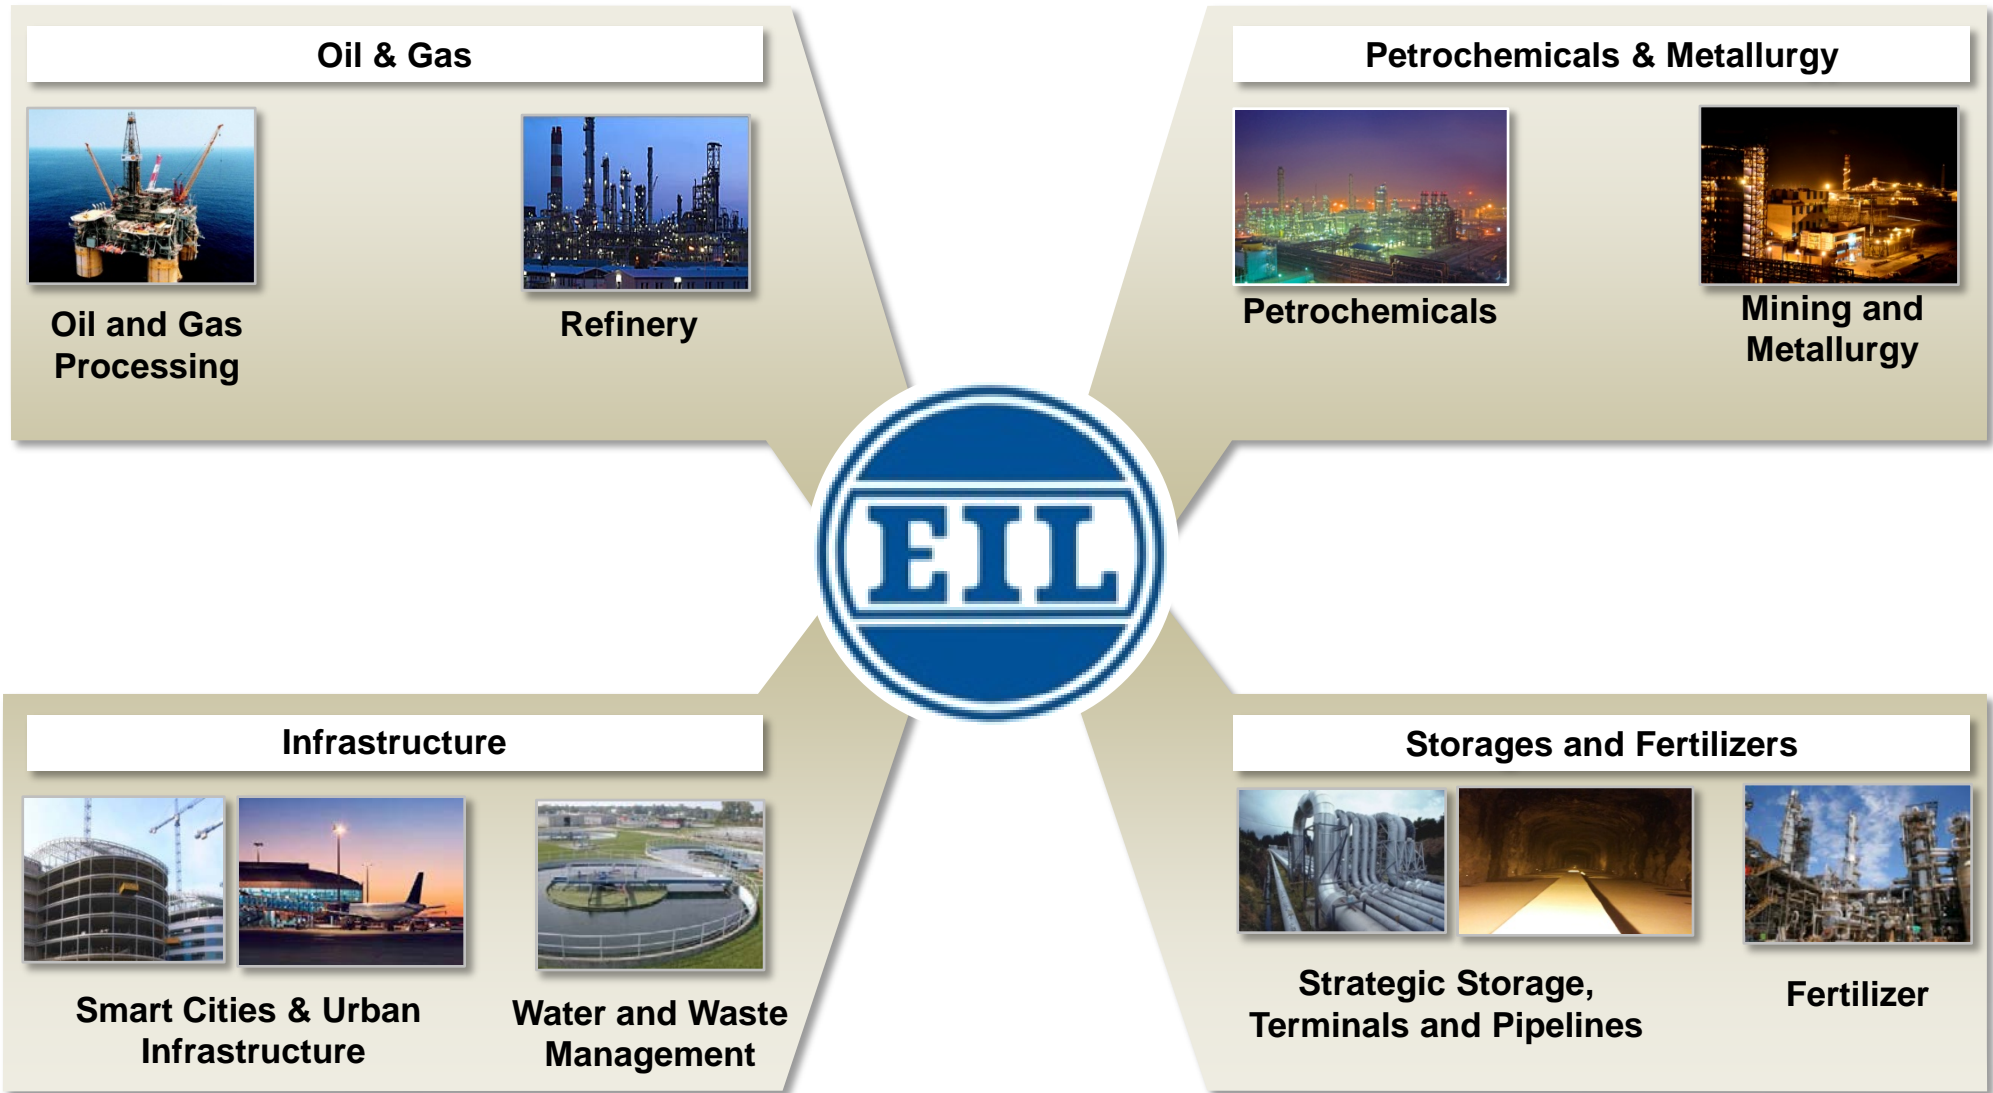 Oil & Gas
Oil and Gas
Processing
Refinery
Petrochemicals & Metallurgy
Petrochemicals
Mining and
Metallurgy
EIL
Infrastructure
Smart Cities & Urban
Infrastructure
Water and Waste
Management
Storages and Fertilizers
Strategic Storage,
Terminals and Pipelines
Fertilizer